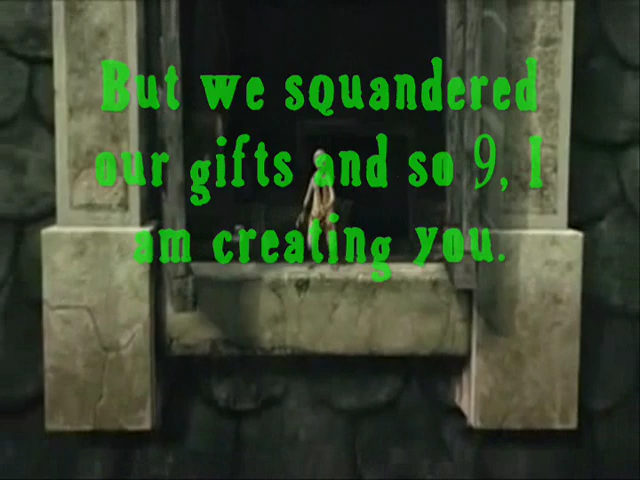 But we squandered
our gifts and so 9, I
am creating you.